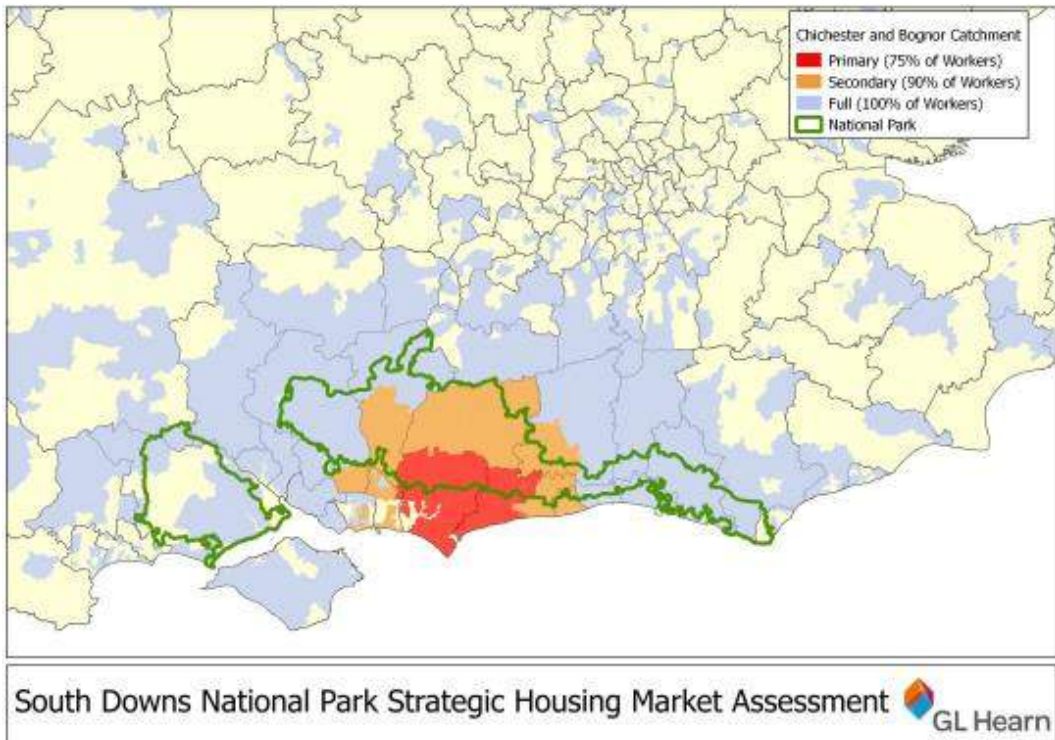 Chichester and Bognor Catchment
Primary (75% of Workers)
Secondary (90% of Workers)
Full (100% of Workers)
National Park
South Downs National Park Strategic Housing Market Assessment
GL Hearn